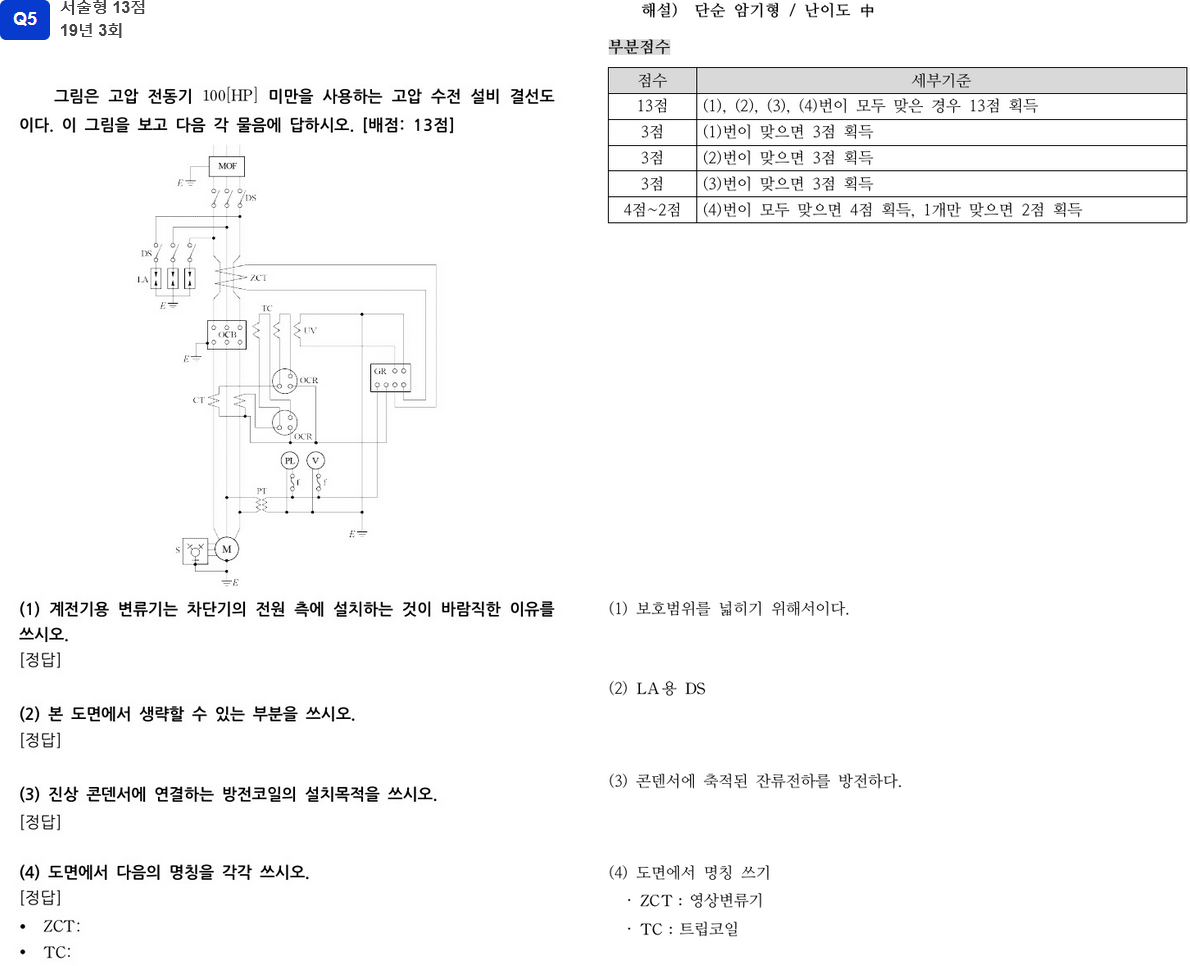 Q5
서술형 13점
19년 3회
그림은 고압 전동기 100[HP] 미만을 사용하는 고압 수전 설비 결선도
이다. 이 그림을 보고 다음 각 물음에 답하시오. [배점: 13점]
MOF
E
DS
DS
LA
E
ZCT
TC
UV
OCB
E
GR
OCR
CT
OCR
PL
V
f
f
PT
E
S
M
E
(1) 계전기용 변류기는 차단기의 전원 측에 설치하는 것이 바람직한 이유를
쓰시오.
[정답]
(2) 본 도면에서 생략할 수 있는 부분을 쓰시오.
[정답]
(3) 진상 콘덴서에 연결하는 방전코일의 설치목적을 쓰시오.
[정답]
(4) 도면에서 다음의 명칭을 각각 쓰시오.
[정답]
• ZCT:
• TC:
해설) 단순 암기형 / 난이도 中
부분점수
점수 세부기준
13점 (1), (2), (3), (4)번이 모두 맞은 경우 13점 획득
3점 (1)번이 맞으면 3점 획득
3점 (2)번이 맞으면 3점 획득
3점 (3)번이 맞으면 3점 획득
4점~2점 (4)번이 모두 맞으면 4점 획득, 1개만 맞으면 2점 획득
(1) 보호범위를 넓히기 위해서이다.
(2) LA용 DS
(3) 콘덴서에 축적된 잔류전하를 방전하다.
(4) 도면에서 명칭 쓰기
· ZCT : 영상변류기
· TC : 트립코일